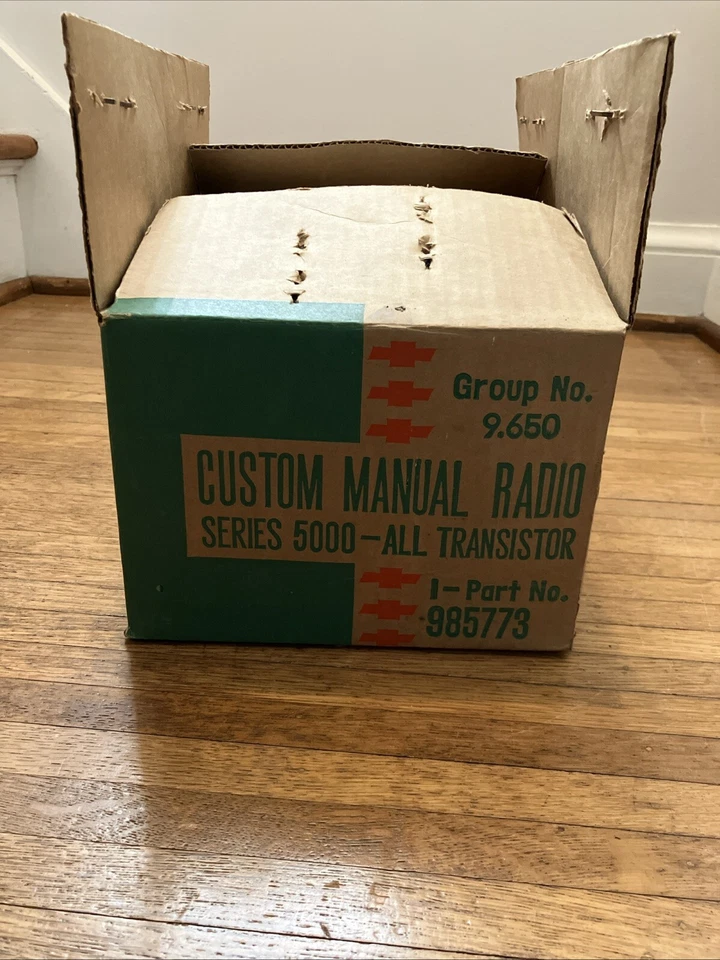 Group No.
9.650
CUSTOM MANUAL RADIO
SERIES 5000-ALL TRANSISTOR
1-Part No.
985773